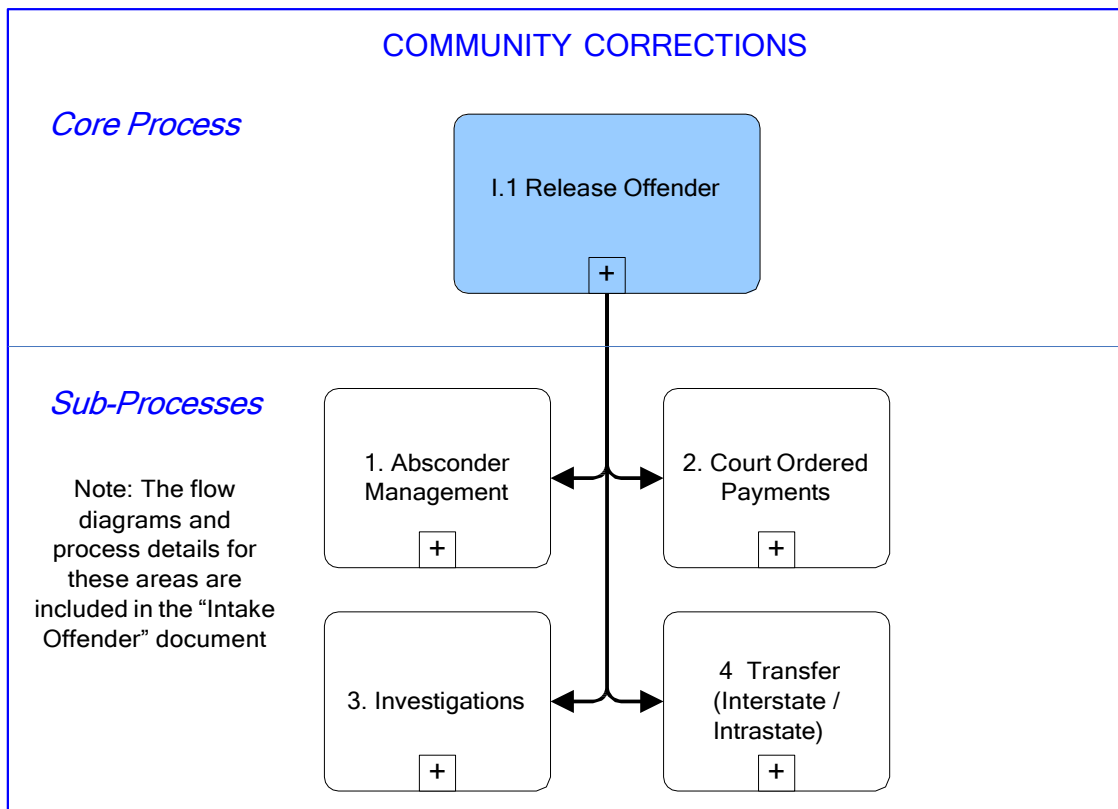 COMMUNITY CORRECTIONS
Core Process
I.1 Release Offender
+
Sub-Processes
Note: The flow
diagrams and
process details for
these areas are
included in the “Intake
Offender” document
1. Absconder
Management
+
2. Court Ordered
Payments
+
3. Investigations
+
4 Transfer
(Interstate /
Intrastate)
+